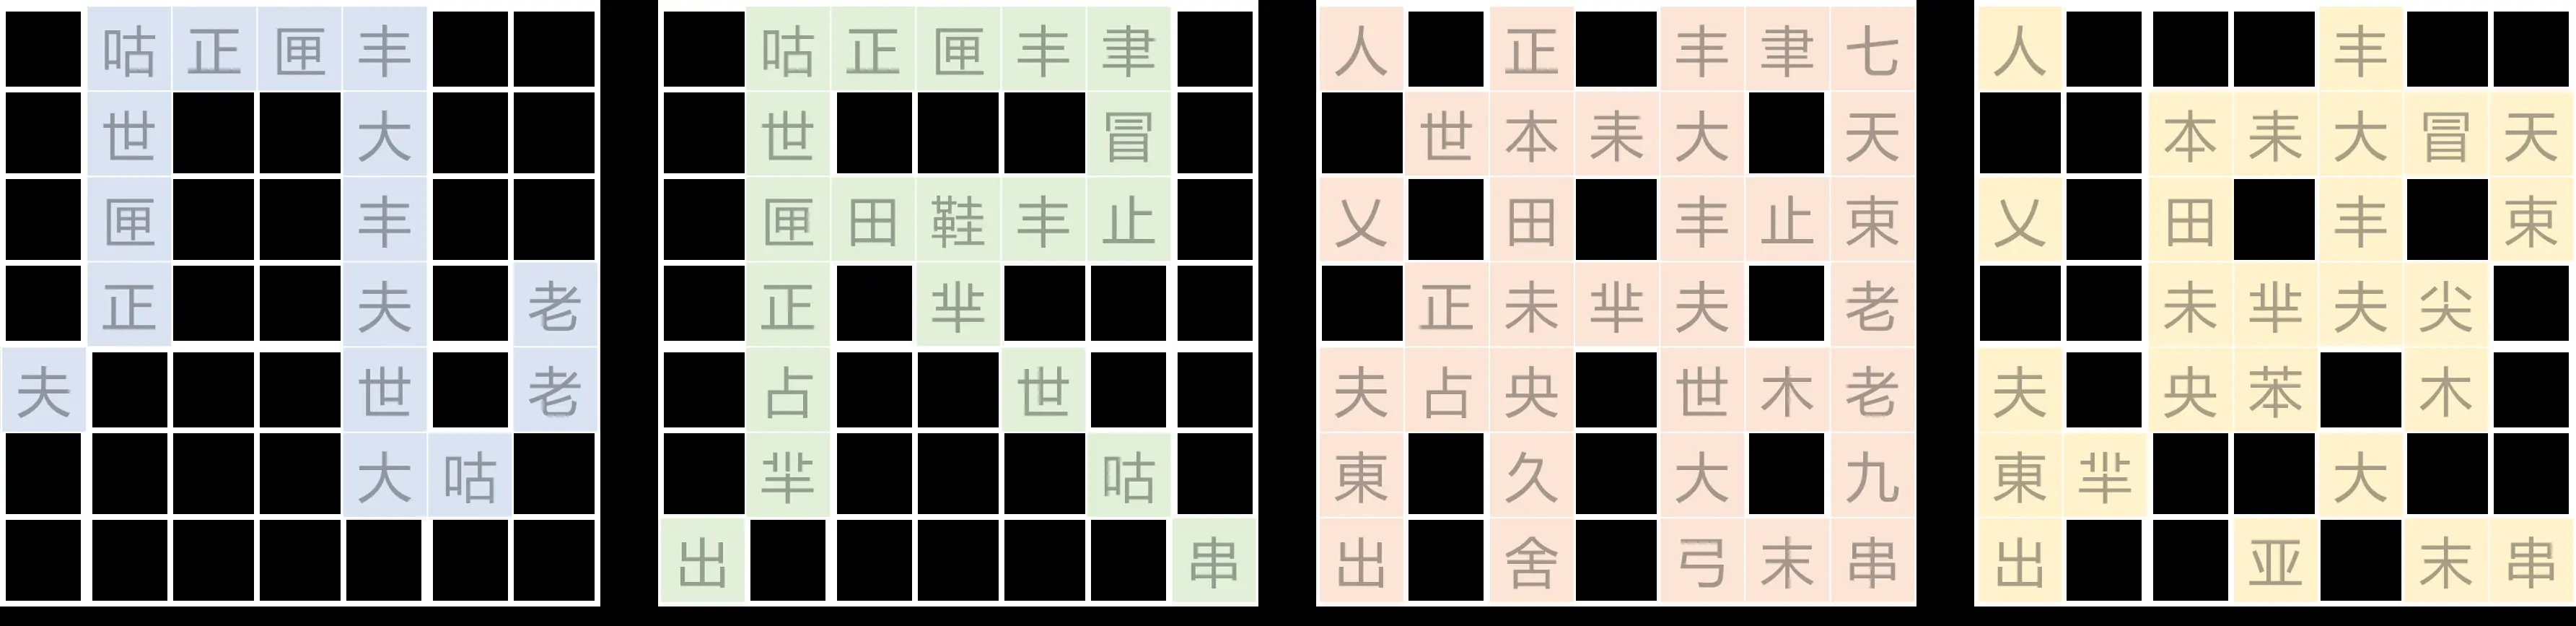 咕正匣丰 咕正匣丰聿 人正丰聿七 人丰
世大 世冒 世本耒大天 本耒大冒天
匣丰 匣田鞋丰止 乂田丰止束 乂田丰束
正夫老 正芈 正未芈夫老 未芈夫尖
夫世老 占世 夫占央世木老 夫央苯木
大咕 芈咕 東久大九 東芈大
出串 出舍弓末串 出亚末串